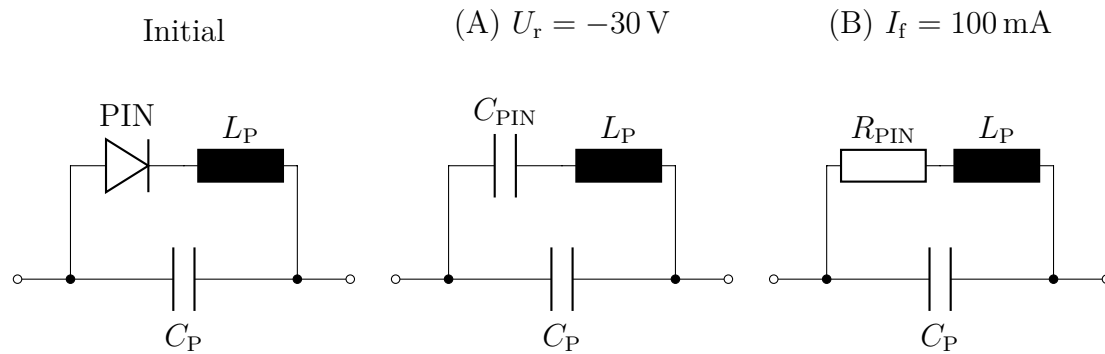 Initial
(A) U_r = −30 V
(B) I_f = 100 mA
PIN
L_P
C_P
C_PIN
L_P
C_P
R_PIN
L_P
C_P